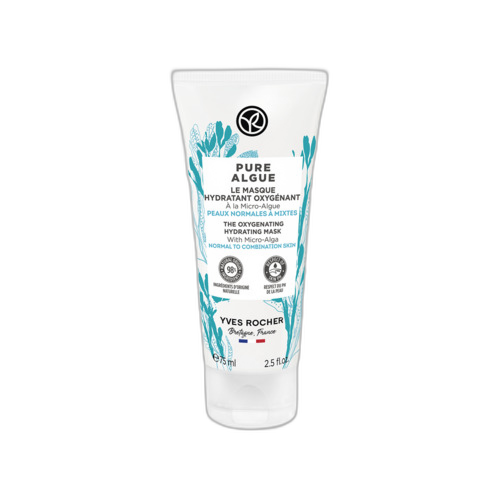 PURE
ALGUE
LE MASQUE
HYDRATANT OXYGÉNANT
À la Micro-Algue
PEAUX NORMALES À MIXTES
THE OXYGENATING
HYDRATING MASK
With Micro-Alga
NORMAL TO COMBINATION SKIN
98%
INGRÉDIENTS D'ORIGINE
NATURELLE
RESPECT DU PH
DE LA PEAU
YVES ROCHER
Bretagne, France
e 75 ml 2.5 fl.oz.